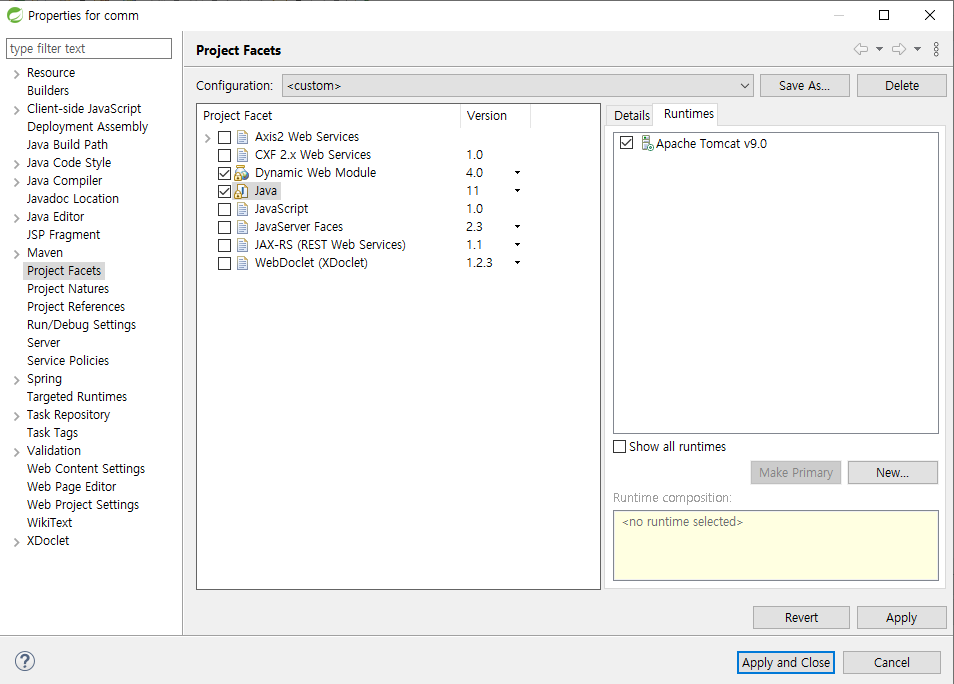 Properties for comm
type filter text
Resource
Builders
Client-side JavaScript
Deployment Assembly
Java Build Path
Java Code Style
Java Compiler
Javadoc Location
Java Editor
JSP Fragment
Maven
Project Facets
Project Natures
Project References
Run/Debug Settings
Server
Service Policies
Spring
Targeted Runtimes
Task Repository
Task Tags
Validation
Web Content Settings
Web Page Editor
Web Project Settings
WikiText
XDoclet
Project Facets
Configuration: <custom> Save As... Delete
Project Facet Version
Axis2 Web Services
CXF 2.x Web Services 1.0
Dynamic Web Module 4.0
Java 11
JavaScript 1.0
JavaServer Faces 2.3
JAX-RS (REST Web Services) 1.1
WebDoclet (XDoclet) 1.2.3
Details Runtimes
Apache Tomcat v9.0
Show all runtimes
Make Primary New...
Runtime composition:
<no runtime selected>
Revert Apply
? Apply and Close Cancel